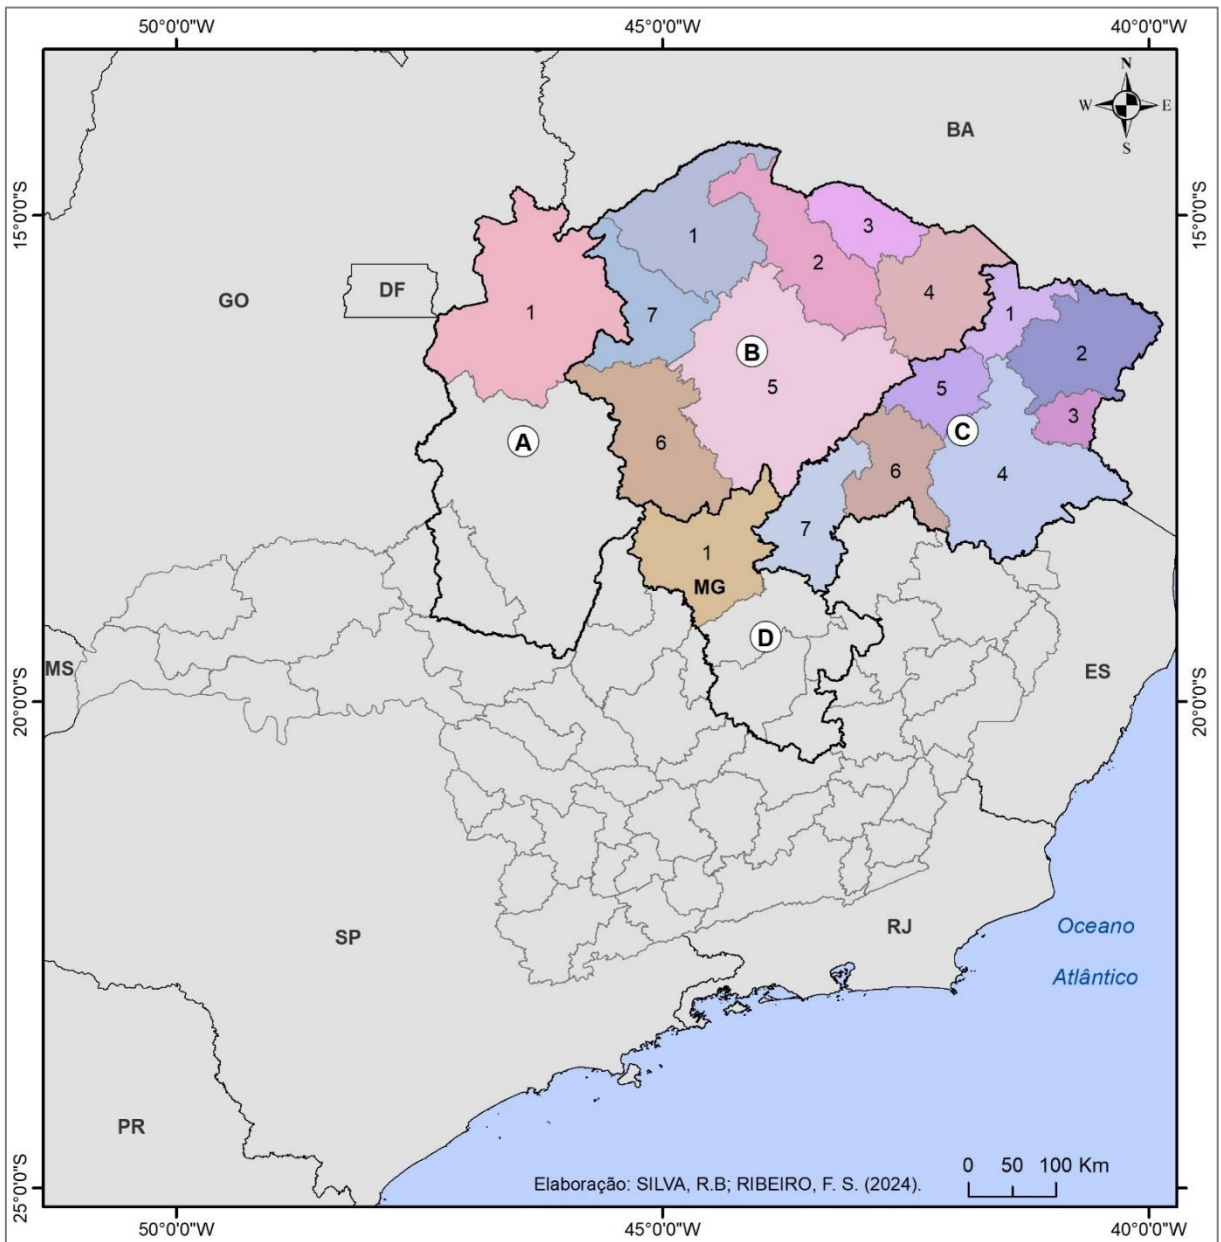 50°0'0"W 45°0'0"W 40°0'0"W
N
W E
S
BA
15°0'0"S 15°0'0"S
1
3
2
DF
GO
4
1
7
1
B
2
5
5
3
A
C
6
6
4
7
1
MG
D
MS
ES
20°0'0"S 20°0'0"S
RJ
Oceano
SP
Atlântico
PR
0 50 100 Km
Elaboração: SILVA, R.B; RIBEIRO, F. S. (2024).
25°0'0"S 25°0'0"S
50°0'0"W 45°0'0"W 40°0'0"W